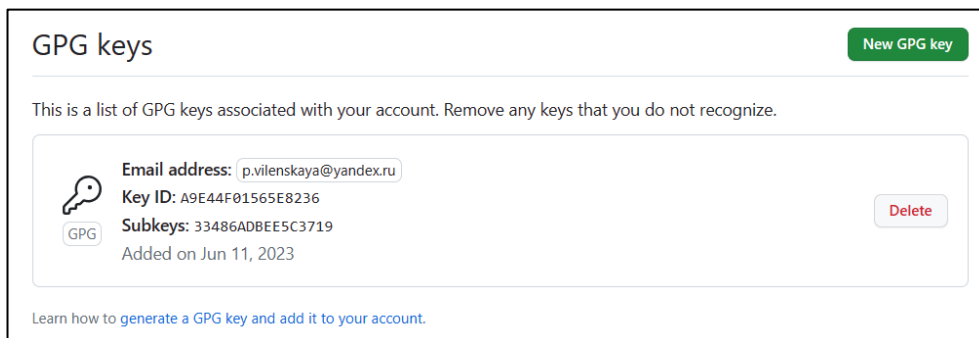 GPG keys
New GPG key
This is a list of GPG keys associated with your account. Remove any keys that you do not recognize.
Email address: p.vilenskaya@yandex.ru
Key ID: A9E44F01565E8236
Subkeys: 33486ADBEE5C3719
GPG
Added on Jun 11, 2023
Delete
Learn how to generate a GPG key and add it to your account.